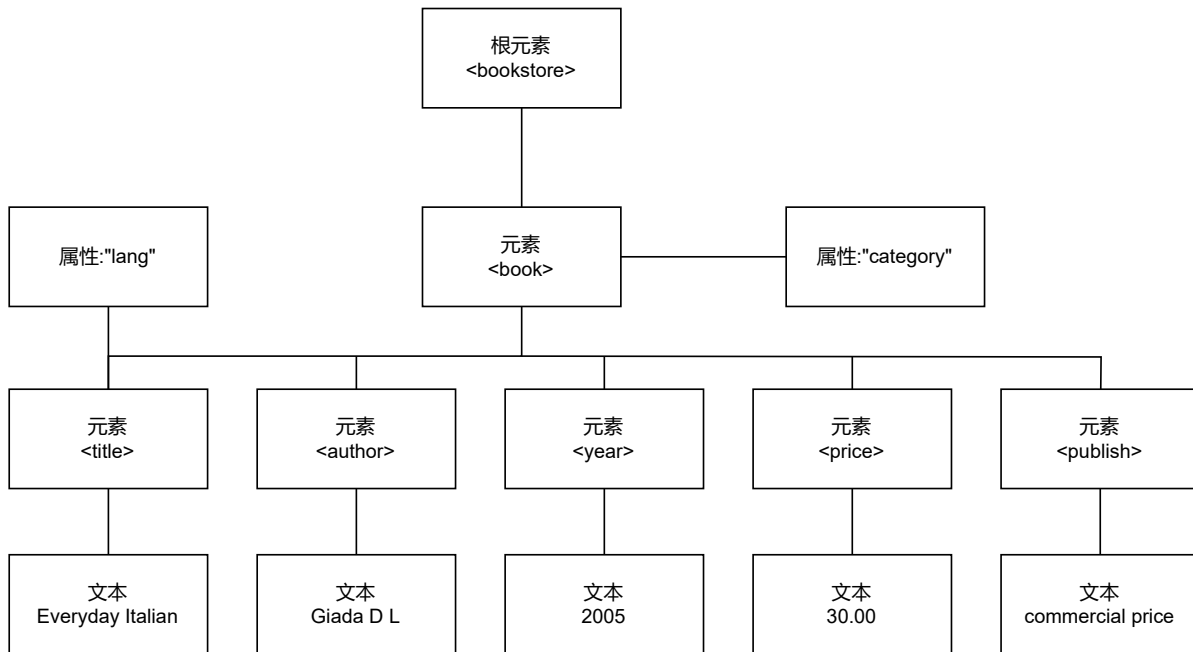 根元素
<bookstore>
属性:"lang"
元素
<book>
属性:"category"
元素
<title>
元素
<author>
元素
<year>
元素
<price>
元素
<publish>
文本
Everyday Italian
文本
Giada D L
文本
2005
文本
30.00
文本
commercial price